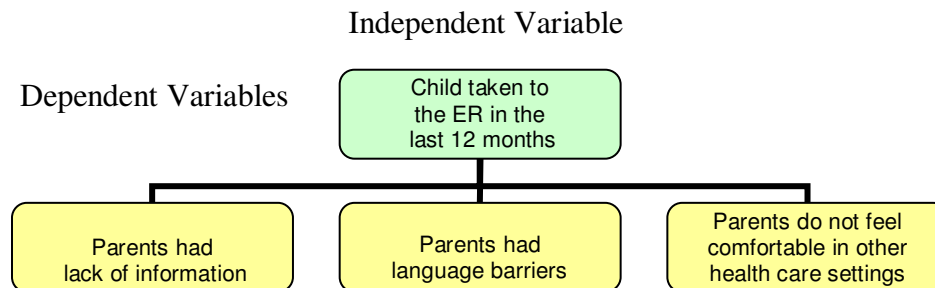 Independent Variable
Dependent Variables
Child taken to
the ER in the
last 12 months
Parents had
lack of information
Parents had
language barriers
Parents do not feel
comfortable in other
health care settings